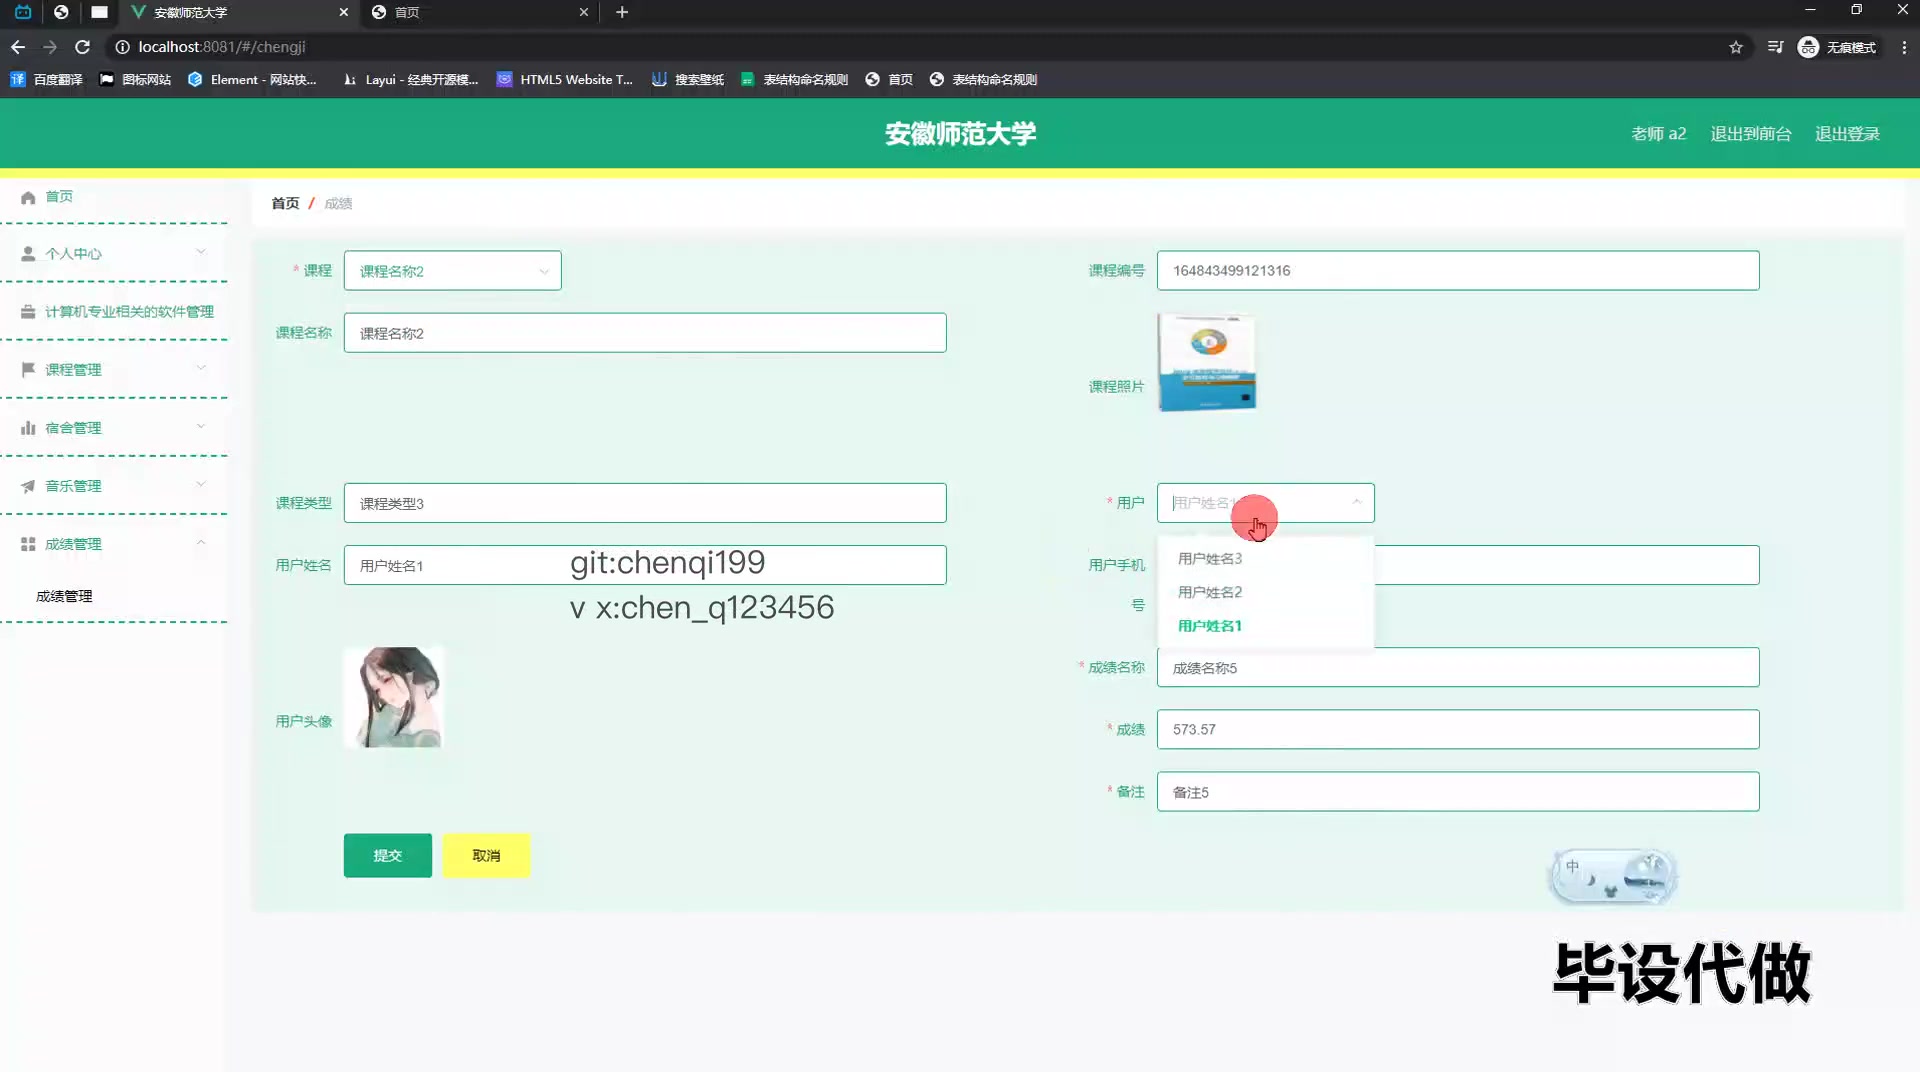 安徽师范大学
首页
localhost:8081/#/chengji
无痕模式
百度翻译
图标网站
Element - 网站快...
Layui - 经典开源模...
HTML5 Website T...
搜索壁纸
表结构命名规则
首页
表结构命名规则
安徽师范大学
老师 a2
退出到前台
退出登录
首页
个人中心
计算机专业相关的软件管理
课程管理
宿舍管理
音乐管理
成绩管理
成绩管理
首页 / 成绩
* 课程
课程名称2
课程编号
164843499121316
课程名称
课程名称2
课程照片
课程类型
课程类型3
* 用户
用户姓名1
用户姓名
用户姓名1
git:chenqi199
v x:chen_q123456
用户手机号
用户姓名3
用户姓名2
用户姓名1
用户头像
* 成绩名称
成绩名称5
* 成绩
573.57
* 备注
备注5
提交
取消
中
毕设代做